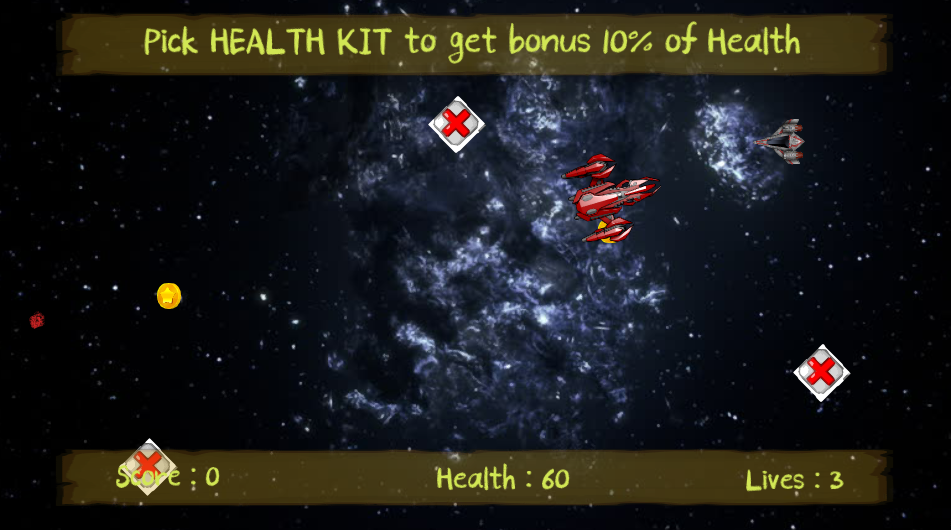 Pick HEALTH KIT to get bonus 10% of Health
Score : 0
Health : 60
Lives : 3